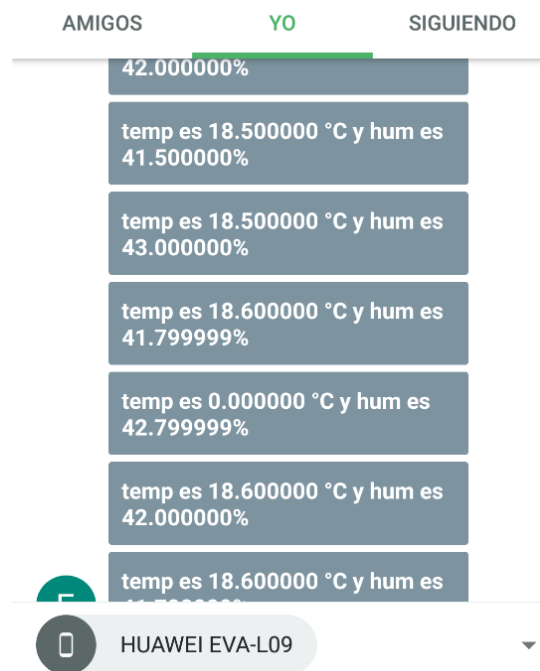 AMIGOS YO SIGUIENDO
42.000000%
temp es 18.500000 °C y hum es
41.500000%
temp es 18.500000 °C y hum es
43.000000%
temp es 18.600000 °C y hum es
41.799999%
temp es 0.000000 °C y hum es
42.799999%
temp es 18.600000 °C y hum es
42.000000%
temp es 18.600000 °C y hum es
HUAWEI EVA-L09